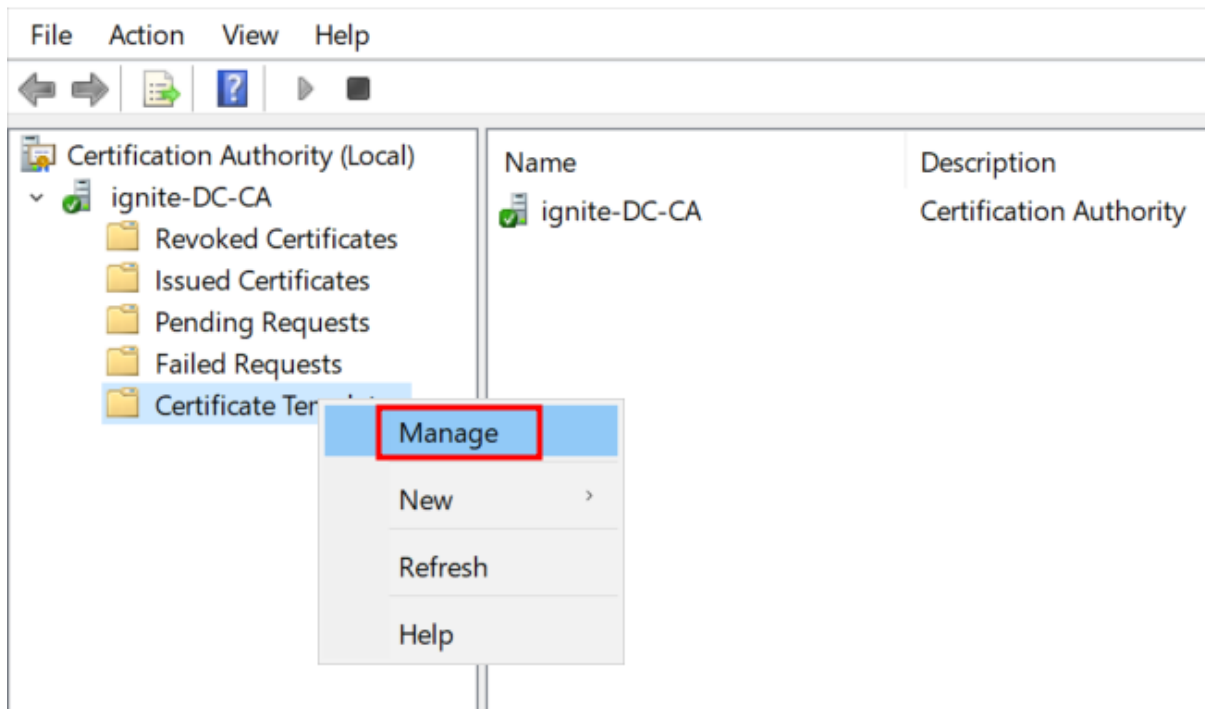 File Action View Help
Certification Authority (Local)
ignite-DC-CA
Revoked Certificates
Issued Certificates
Pending Requests
Failed Requests
Certificate
Name Description
ignite-DC-CA Certification Authority
Manage
New
Refresh
Help